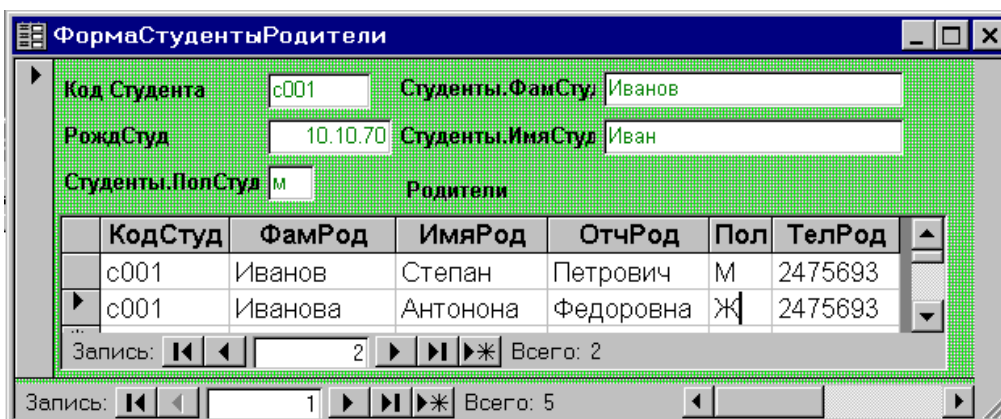 ФормаСтудентыРодители
Код Студента с001 Студенты.ФамСту Иванов
РождСтуд 10.10.70 Студенты.ИмяСтуд Иван
Студенты.ПолСтуд м Родители
КодСтуд ФамРод ИмяРод ОтчРод Пол ТелРод
с001 Иванов Степан Петрович М 2475693
с001 Иванова Антонона Федоровна Ж 2475693
Запись: 2 Всего: 2
Запись: 1 Всего: 5